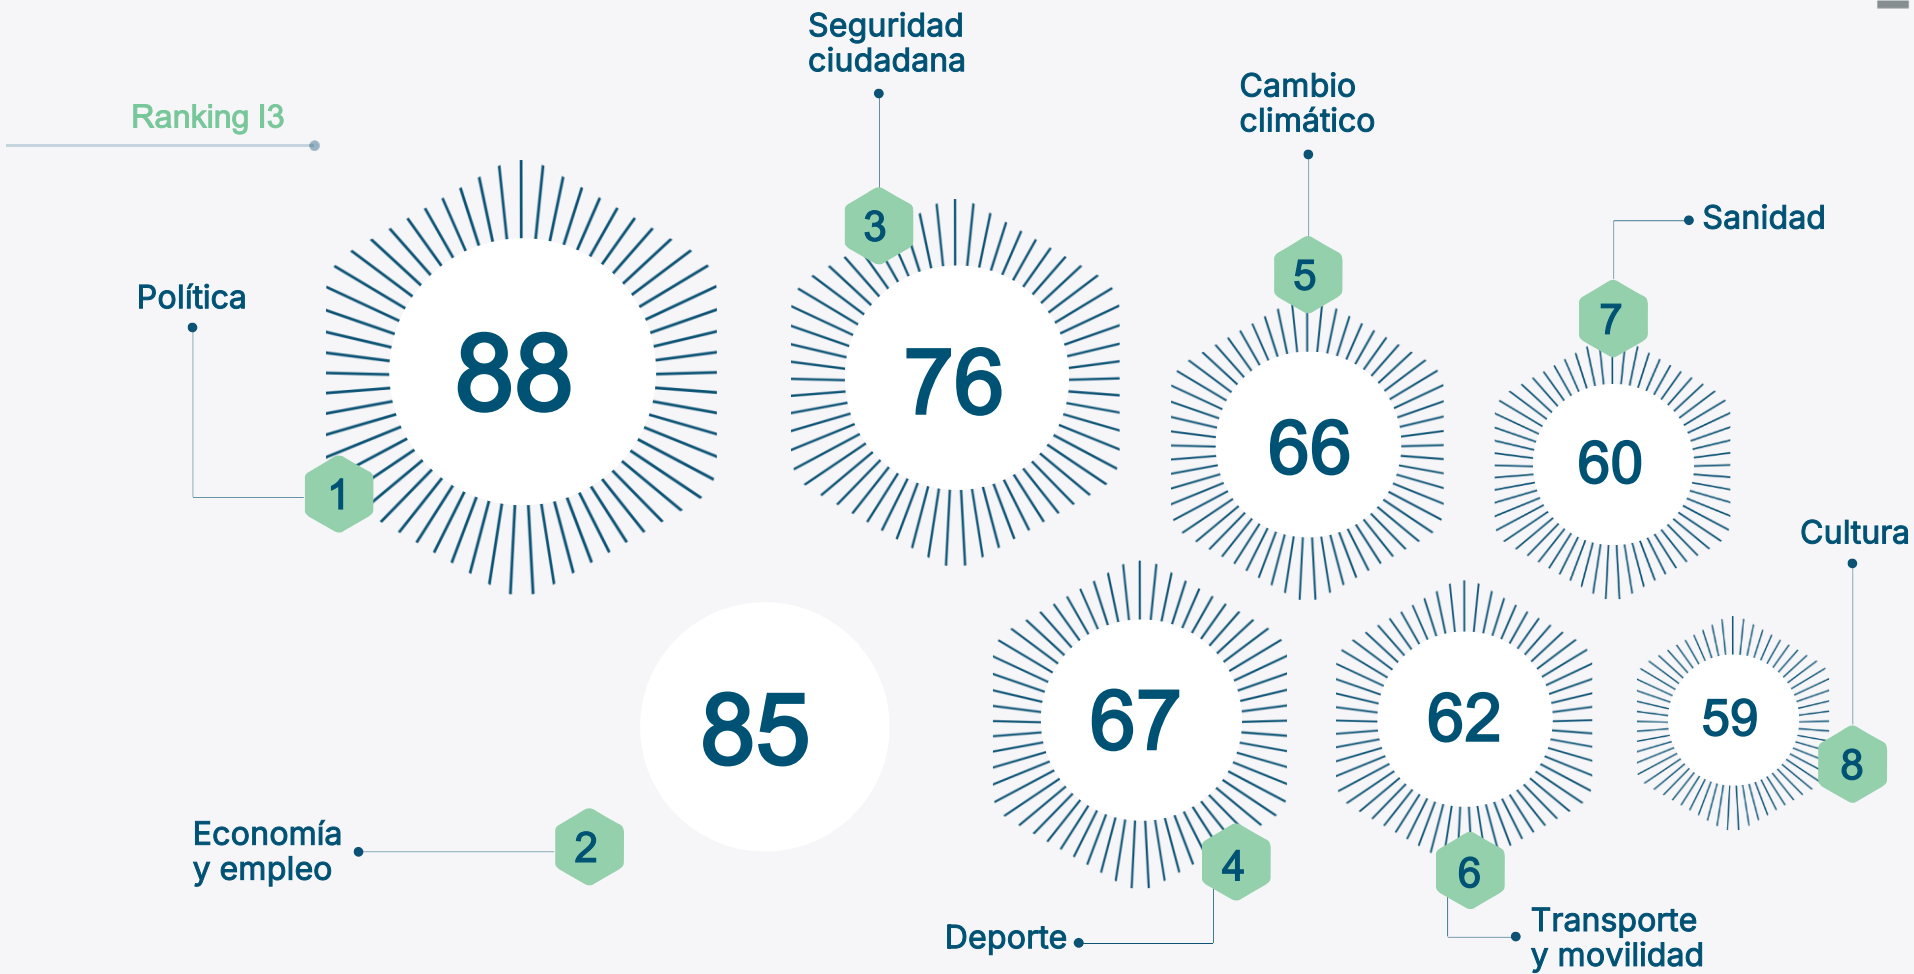 Ranking I3
Política
1
88
Seguridad
ciudadana
3
76
Cambio
climático
5
66
Sanidad
7
60
Economía
y empleo
2
85
Deporte
4
67
Transporte
y movilidad
6
62
Cultura
8
59